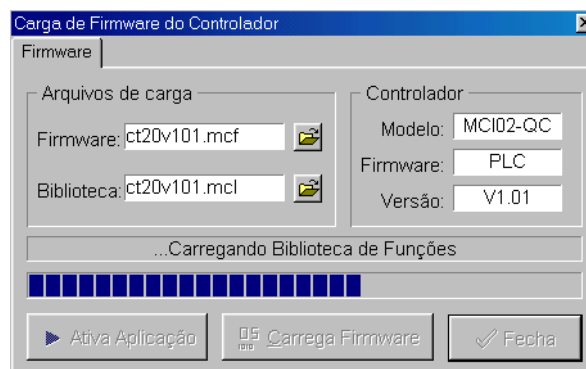 Carga de Firmware do Controlador
Firmware
Arquivos de carga
Firmware: ct20v101.mcf
Biblioteca: ct20v101.mcl
Controlador
Modelo: MCI02-QC
Firmware: PLC
Versão: V1.01
...Carregando Biblioteca de Funções
Ativa Aplicação
Carrega Firmware
Fecha